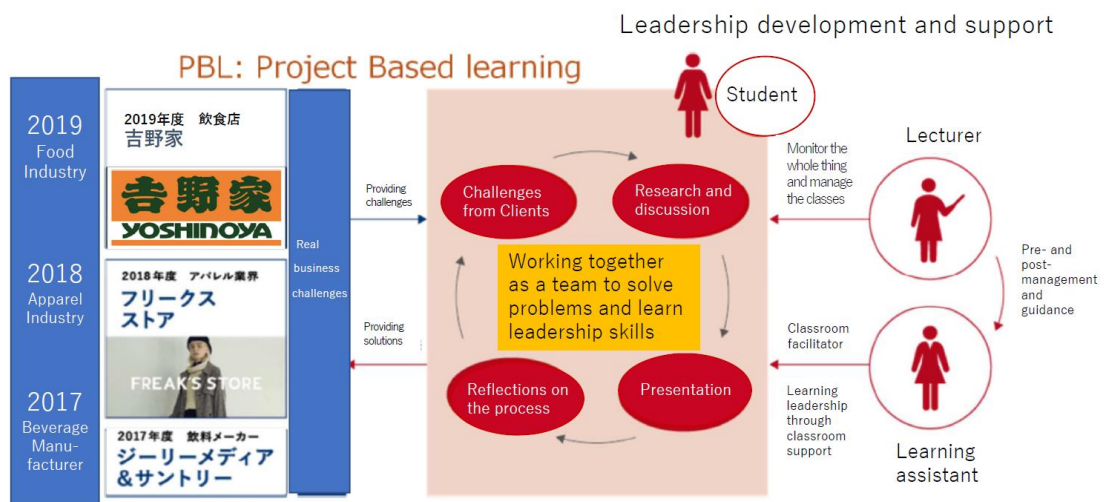 Leadership development and support
PBL: Project Based learning
Student
2019
Food
Industry
2019年度 飲食店
吉野家
吉野家
YOSHINOYA
2018
Apparel
Industry
2018年度 アパレル業界
フリークス
ストア
FREAK'S STORE
2017
Beverage
Manu-
facturer
2017年度 飲料メーカー
ジーリーメディア
&サントリー
Real
business
challenges
Providing
challenges
Providing
solutions
Challenges
from Clients
Research and
discussion
Working together
as a team to solve
problems and learn
leadership skills
Reflections on
the process
Presentation
Monitor the
whole thing
and manage
the classes
Lecturer
Pre- and
post-
management
and
guidance
Classroom
facilitator
Learning
leadership
through
classroom
support
Learning
assistant